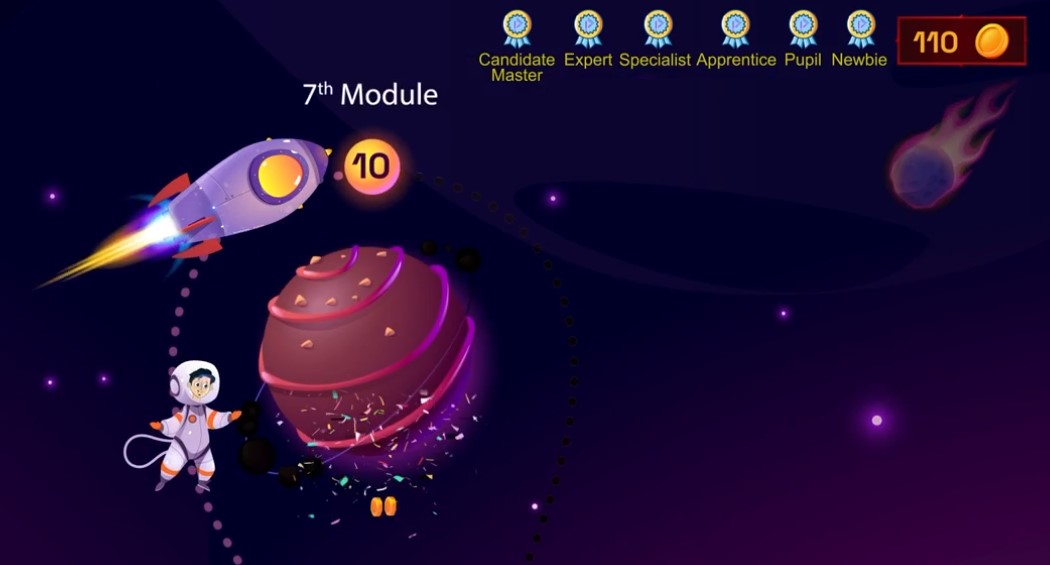 110
Candidate Master
Expert
Specialist
Apprentice
Pupil
Newbie
7th Module
10